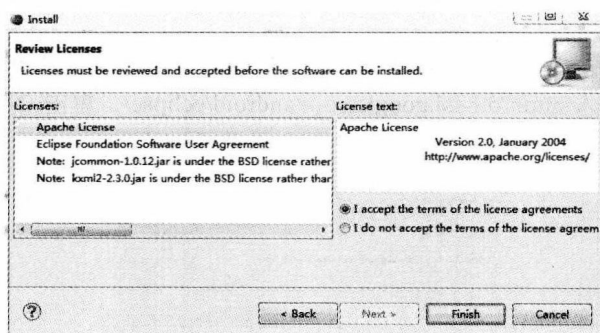 Install
Review Licenses
Licenses must be reviewed and accepted before the software can be installed.
Licenses:
Apache License
Eclipse Foundation Software User Agreement
Note: jcommon-1.0.12.jar is under the BSD license rather
Note: kxml2-2.3.0.jar is under the BSD license rather thar
License text:
Apache License
Version 2.0, January 2004
http://www.apache.org/licenses/
I accept the terms of the license agreements
I do not accept the terms of the license agreem
?
< Back
Next >
Finish
Cancel